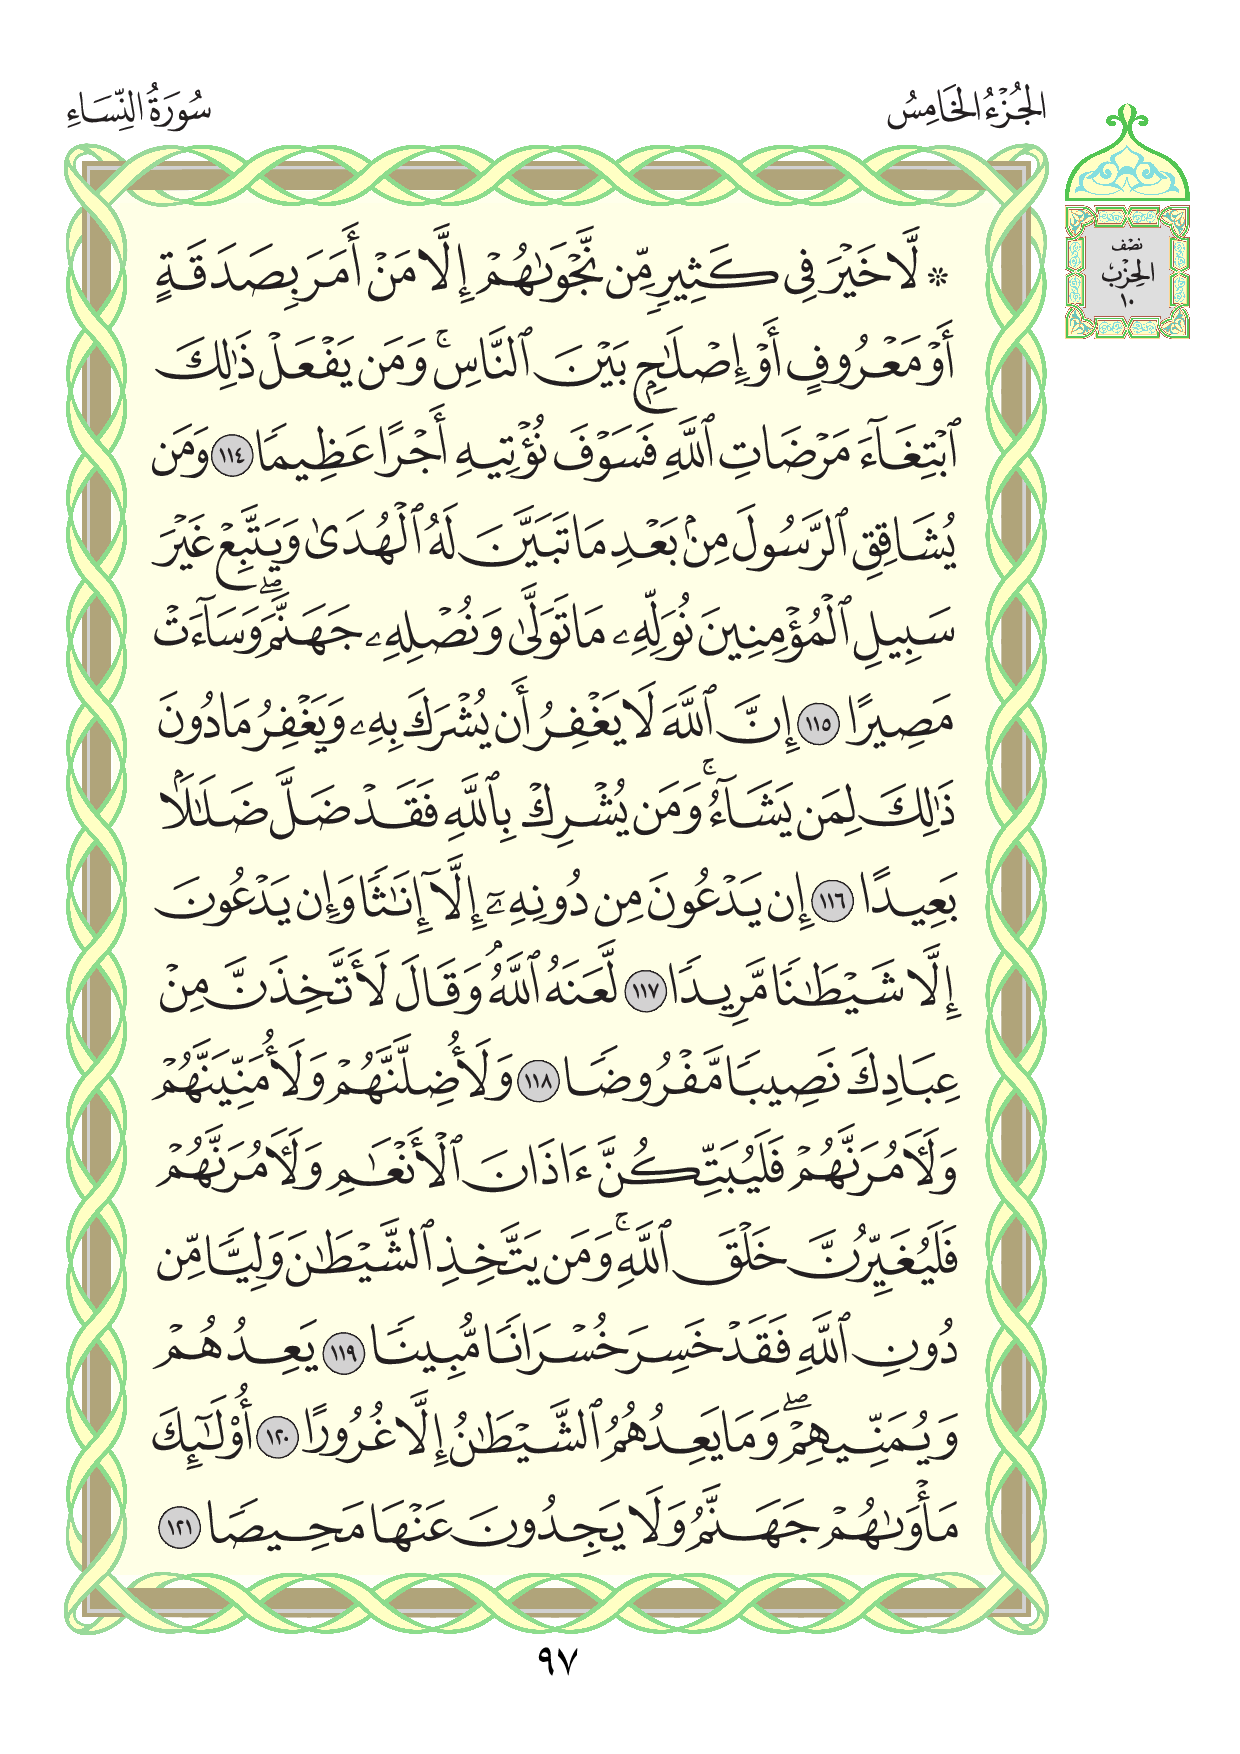 الجُزْءُ الخَامِسُ
سُورَةُ النِّسَاءِ
نصف
الحِزْب
١٠
۞ لَّا خَيْرَ فِى كَثِيرٍ مِّن نَّجْوَىٰهُمْ إِلَّا مَنْ أَمَرَ بِصَدَقَةٍ
أَوْ مَعْرُوفٍ أَوْ إِصْلَٰحٍۭ بَيْنَ ٱلنَّاسِ ۚ وَمَن يَفْعَلْ ذَٰلِكَ
ٱبْتِغَآءَ مَرْضَاتِ ٱللَّهِ فَسَوْفَ نُؤْتِيهِ أَجْرًا عَظِيمًا ١١٤ وَمَن
يُشَاقِقِ ٱلرَّسُولَ مِنۢ بَعْدِ مَا تَبَيَّنَ لَهُ ٱلْهُدَىٰ وَيَتَّبِعْ غَيْرَ
سَبِيلِ ٱلْمُؤْمِنِينَ نُوَلِّهِۦ مَا تَوَلَّىٰ وَنُصْلِهِۦ جَهَنَّمَ ۖ وَسَآءَتْ
مَصِيرًا ١١٥ إِنَّ ٱللَّهَ لَا يَغْفِرُ أَن يُشْرَكَ بِهِۦ وَيَغْفِرُ مَا دُونَ
ذَٰلِكَ لِمَن يَشَآءُ ۚ وَمَن يُشْرِكْ بِٱللَّهِ فَقَدْ ضَلَّ ضَلَٰلًۢا
بَعِيدًا ١١٦ إِن يَدْعُونَ مِن دُونِهِۦٓ إِلَّآ إِنَٰثًا وَإِن يَدْعُونَ
إِلَّا شَيْطَٰنًا مَّرِيدًا ١١٧ لَّعَنَهُ ٱللَّهُ ۘ وَقَالَ لَأَتَّخِذَنَّ مِنْ
عِبَادِكَ نَصِيبًا مَّفْرُوضًا ١١٨ وَلَأُضِلَّنَّهُمْ وَلَأُمَنِّيَنَّهُمْ
وَلَءَامُرَنَّهُمْ فَلَيُبَتِّكُنَّ ءَاذَانَ ٱلْأَنْعَٰمِ وَلَءَامُرَنَّهُمْ
فَلَيُغَيِّرُنَّ خَلْقَ ٱللَّهِ ۚ وَمَن يَتَّخِذِ ٱلشَّيْطَٰنَ وَلِيًّا مِّن
دُونِ ٱللَّهِ فَقَدْ خَسِرَ خُسْرَانًا مُّبِينًا ١١٩ يَعِدُهُمْ
وَيُمَنِّيهِمْ ۖ وَمَا يَعِدُهُمُ ٱلشَّيْطَٰنُ إِلَّا غُرُورًا ١٢٠ أُو۟لَٰٓئِكَ
مَأْوَىٰهُمْ جَهَنَّمُ وَلَا يَجِدُونَ عَنْهَا مَحِيصًا ١٢١
٩٧